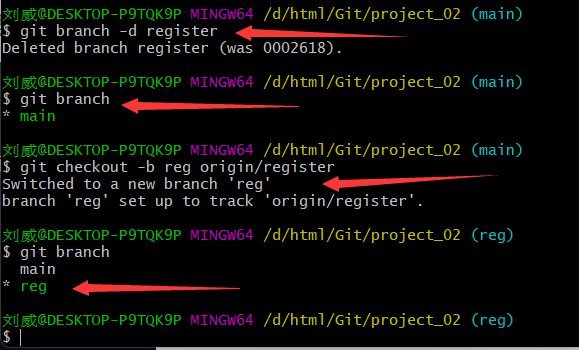 刘威@DESKTOP-P9TQK9P MINGW64 /d/html/Git/project_02 (main)
$ git branch -d register
Deleted branch register (was 0002618).
刘威@DESKTOP-P9TQK9P MINGW64 /d/html/Git/project_02 (main)
$ git branch
* main
刘威@DESKTOP-P9TQK9P MINGW64 /d/html/Git/project_02 (main)
$ git checkout -b reg origin/register
Switched to a new branch 'reg'
branch 'reg' set up to track 'origin/register'.
刘威@DESKTOP-P9TQK9P MINGW64 /d/html/Git/project_02 (reg)
$ git branch
  main
* reg
刘威@DESKTOP-P9TQK9P MINGW64 /d/html/Git/project_02 (reg)
$